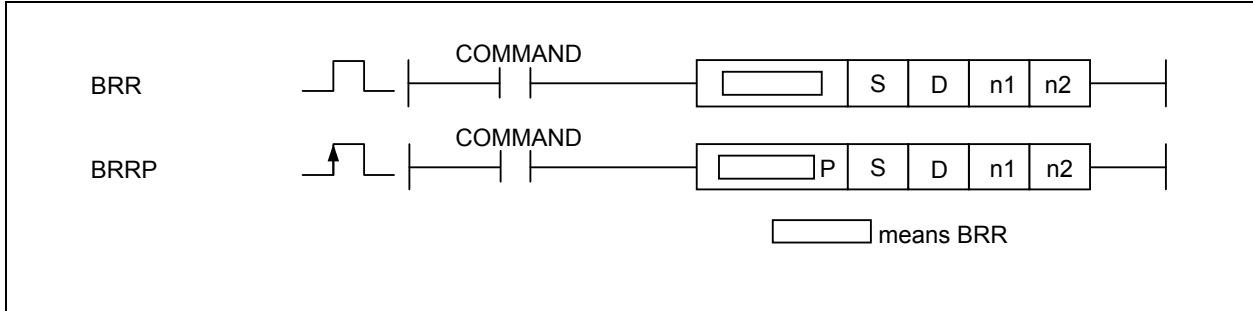 COMMAND
BRR S D n1 n2
COMMAND
BRRP P S D n1 n2
means BRR